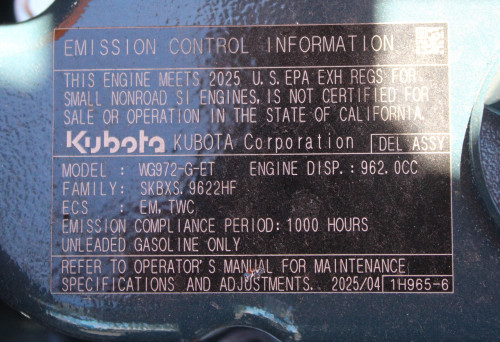 EMISSION CONTROL INFORMATION
THIS ENGINE MEETS 2025 U.S. EPA EXH REGS FOR
SMALL NONROAD SI ENGINES, IS NOT CERTIFIED FOR
SALE OR OPERATION IN THE STATE OF CALIFORNIA.
Kubota KUBOTA Corporation DEL ASSY
MODEL : WG972-G-ET ENGINE DISP.: 962.0CC
FAMILY: SKBXS.9622HF
ECS : EM, TWC
EMISSION COMPLIANCE PERIOD: 1000 HOURS
UNLEADED GASOLINE ONLY
REFER TO OPERATOR'S MANUAL FOR MAINTENANCE
SPECIFICATIONS AND ADJUSTMENTS. 2025/04 1H965-6